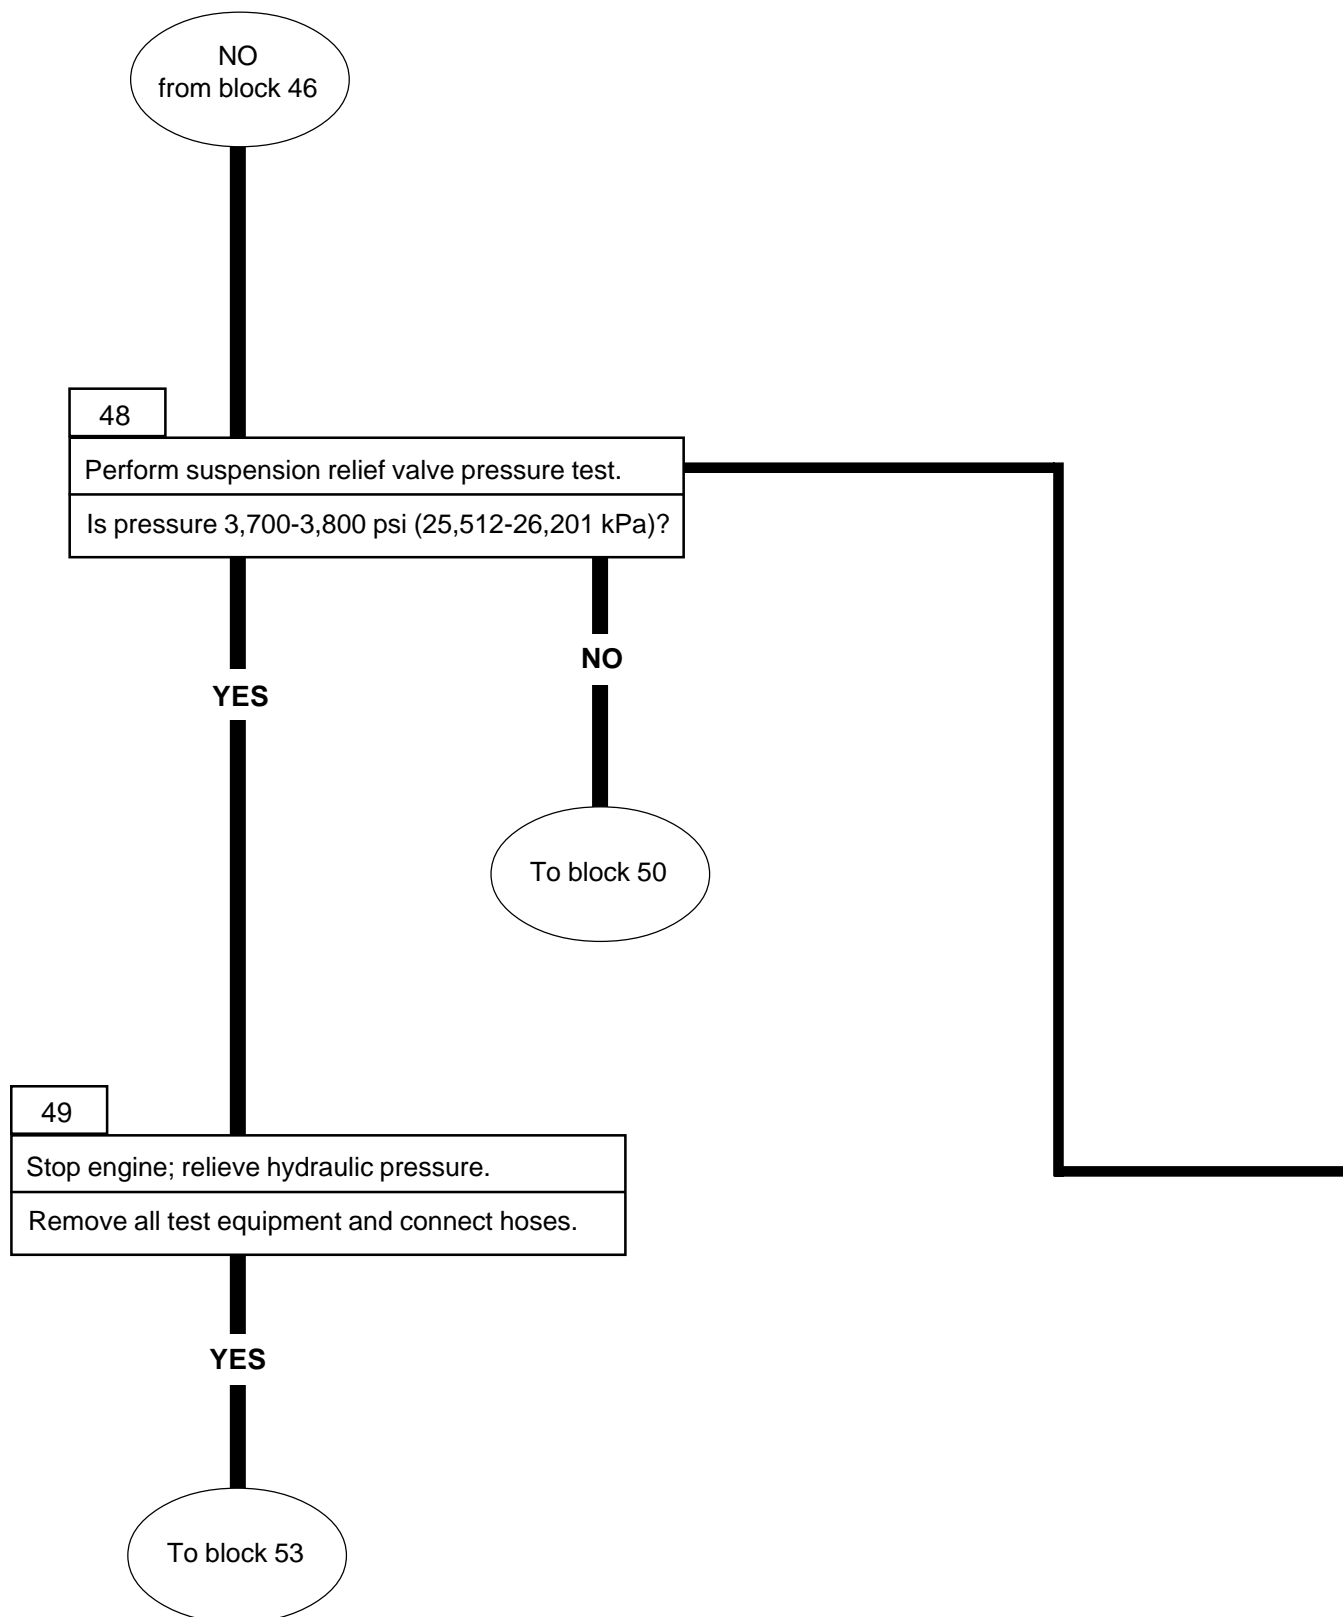 NO
from block 46
48
Perform suspension relief valve pressure test.
Is pressure 3,700-3,800 psi (25,512-26,201 kPa)?
NO
YES
To block 50
49
Stop engine; relieve hydraulic pressure.
Remove all test equipment and connect hoses.
YES
To block 53